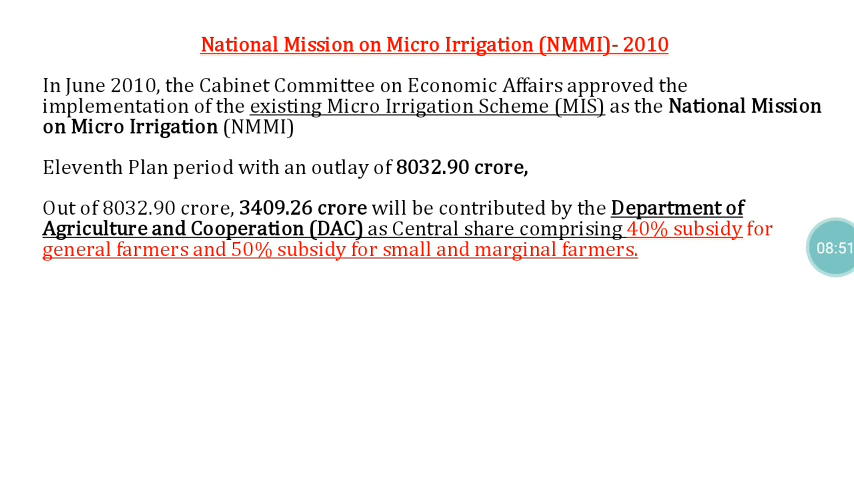 National Mission on Micro Irrigation (NMMI)- 2010
In June 2010, the Cabinet Committee on Economic Affairs approved the
implementation of the existing Micro Irrigation Scheme (MIS) as the National Mission
on Micro Irrigation (NMMI)
Eleventh Plan period with an outlay of 8032.90 crore,
Out of 8032.90 crore, 3409.26 crore will be contributed by the Department of
Agriculture and Cooperation (DAC) as Central share comprising 40% subsidy for
general farmers and 50% subsidy for small and marginal farmers.
08:51